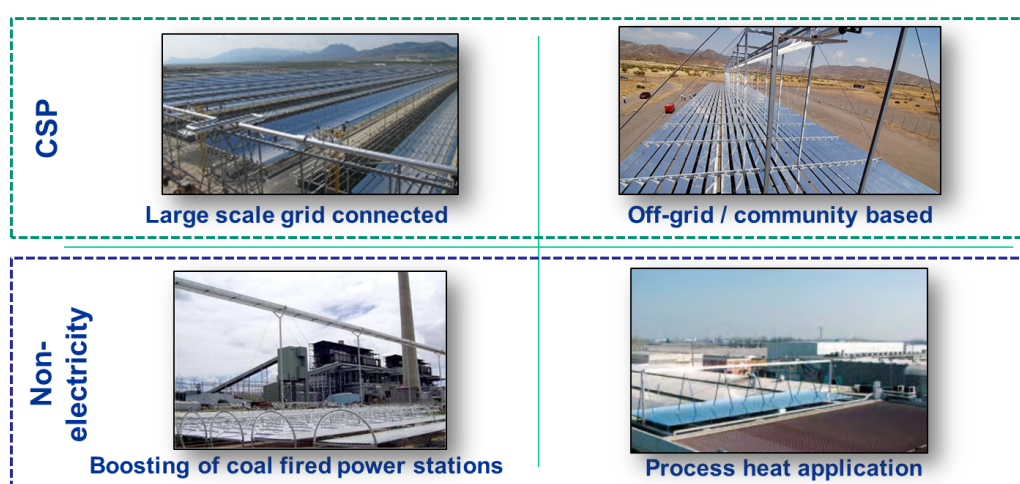 CSP
Large scale grid connected
Off-grid / community based
Non-
electricity
Boosting of coal fired power stations
Process heat application